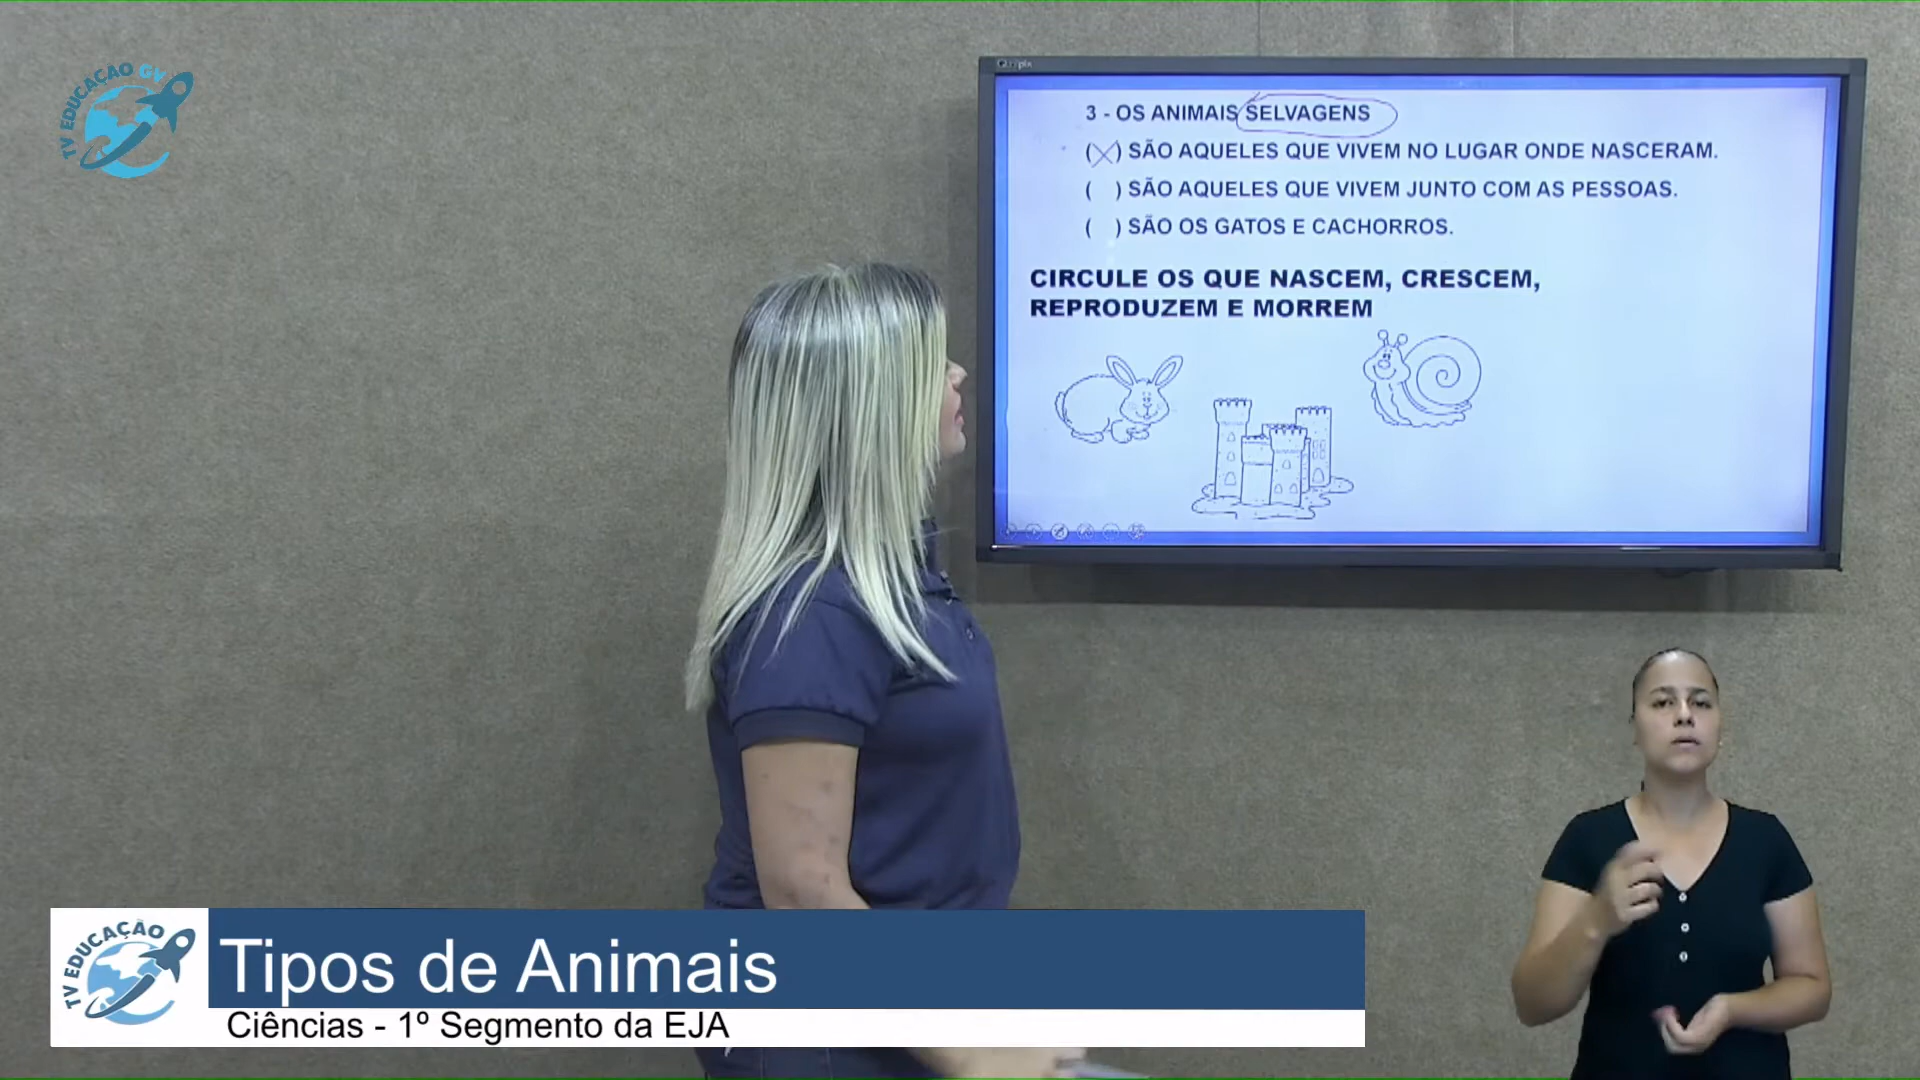 TV EDUCAÇÃO GV
3 - OS ANIMAIS SELVAGENS
(X) SÃO AQUELES QUE VIVEM NO LUGAR ONDE NASCERAM.
( ) SÃO AQUELES QUE VIVEM JUNTO COM AS PESSOAS.
( ) SÃO OS GATOS E CACHORROS.
CIRCULE OS QUE NASCEM, CRESCEM,
REPRODUZEM E MORREM
TV EDUCAÇÃO
Tipos de Animais
Ciências - 1º Segmento da EJA